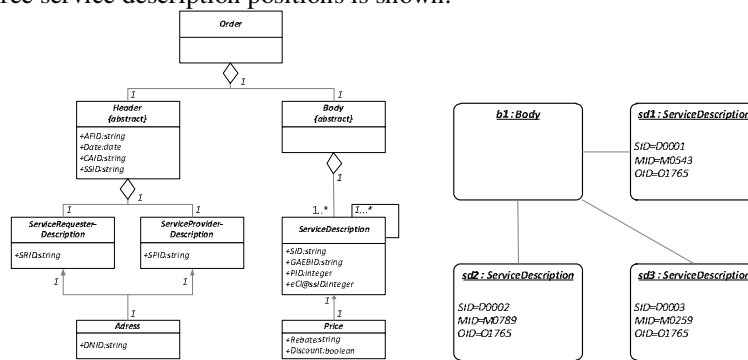 ree service description positions is shown.
Order
1
1
1
Header
{abstract}
+AFID:string
+Date:date
+CAID:string
+SSID:string
Body
{abstract}
1
1
1
1
1..*
1...*
ServiceRequester-
Description
+SRID:string
ServiceProvider-
Description
+SPID:string
ServiceDescription
+SID:string
+GAEBID:string
+PID:integer
+eCl@ssID:integer
1
1
1
1
1
Adress
+DNID:string
Price
+Rebate:string
+Discount:boolean
b1 : Body
sd1 : ServiceDescription
SID=D0001
MID=M0543
OID=O1765
sd2 : ServiceDescription
SID=D0002
MID=M0789
OID=O1765
sd3 : ServiceDescription
SID=D0003
MID=M0259
OID=O1765